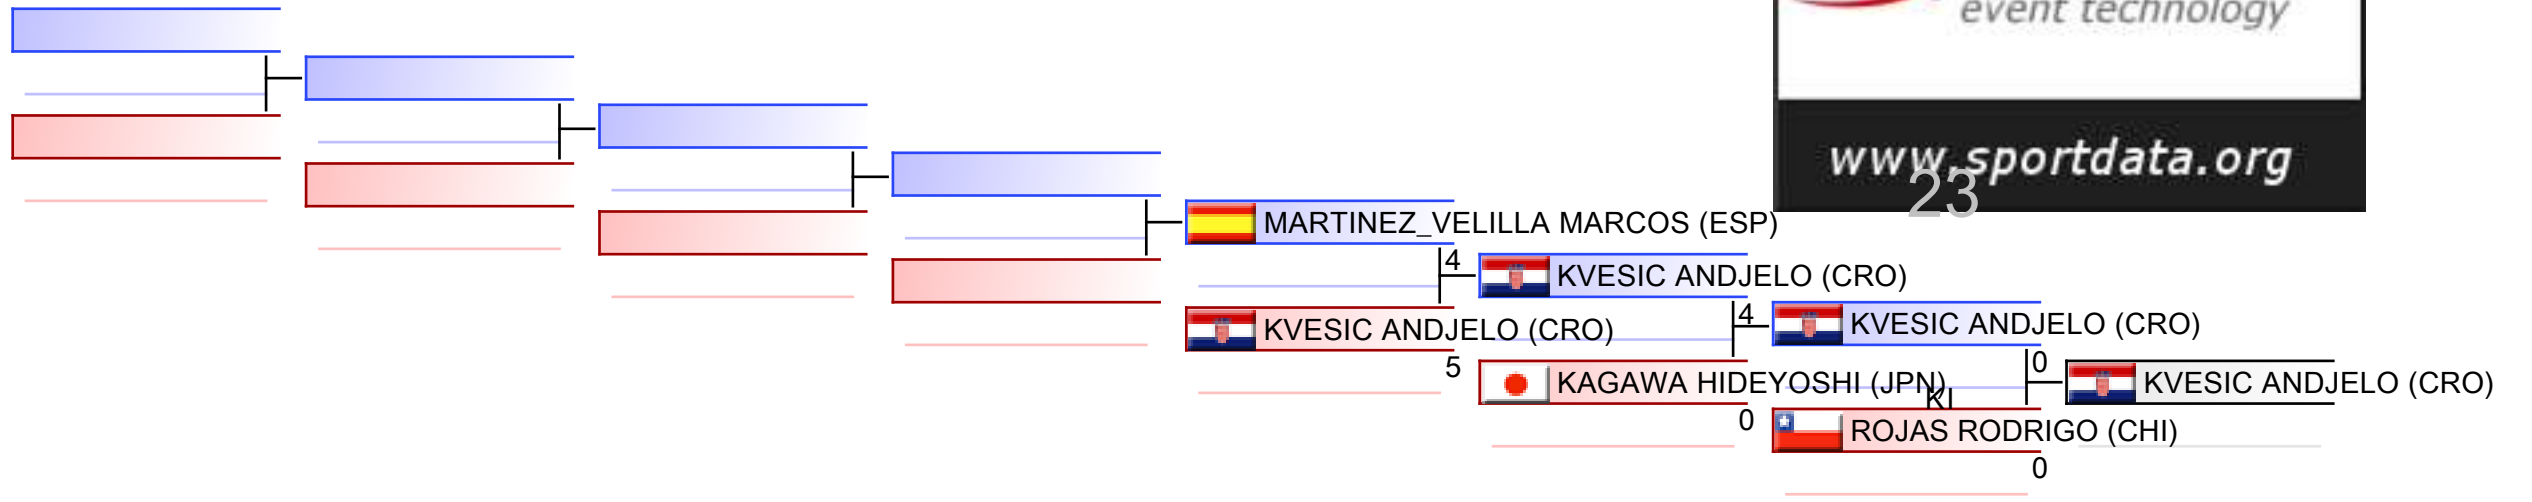 event technology
www.sportdata.org
23
MARTINEZ_VELILLA MARCOS (ESP)
4
KVESIC ANDJELO (CRO)
KVESIC ANDJELO (CRO)
5
4
KVESIC ANDJELO (CRO)
KAGAWA HIDEYOSHI (JPN)
0
KI
0
KVESIC ANDJELO (CRO)
ROJAS RODRIGO (CHI)
0